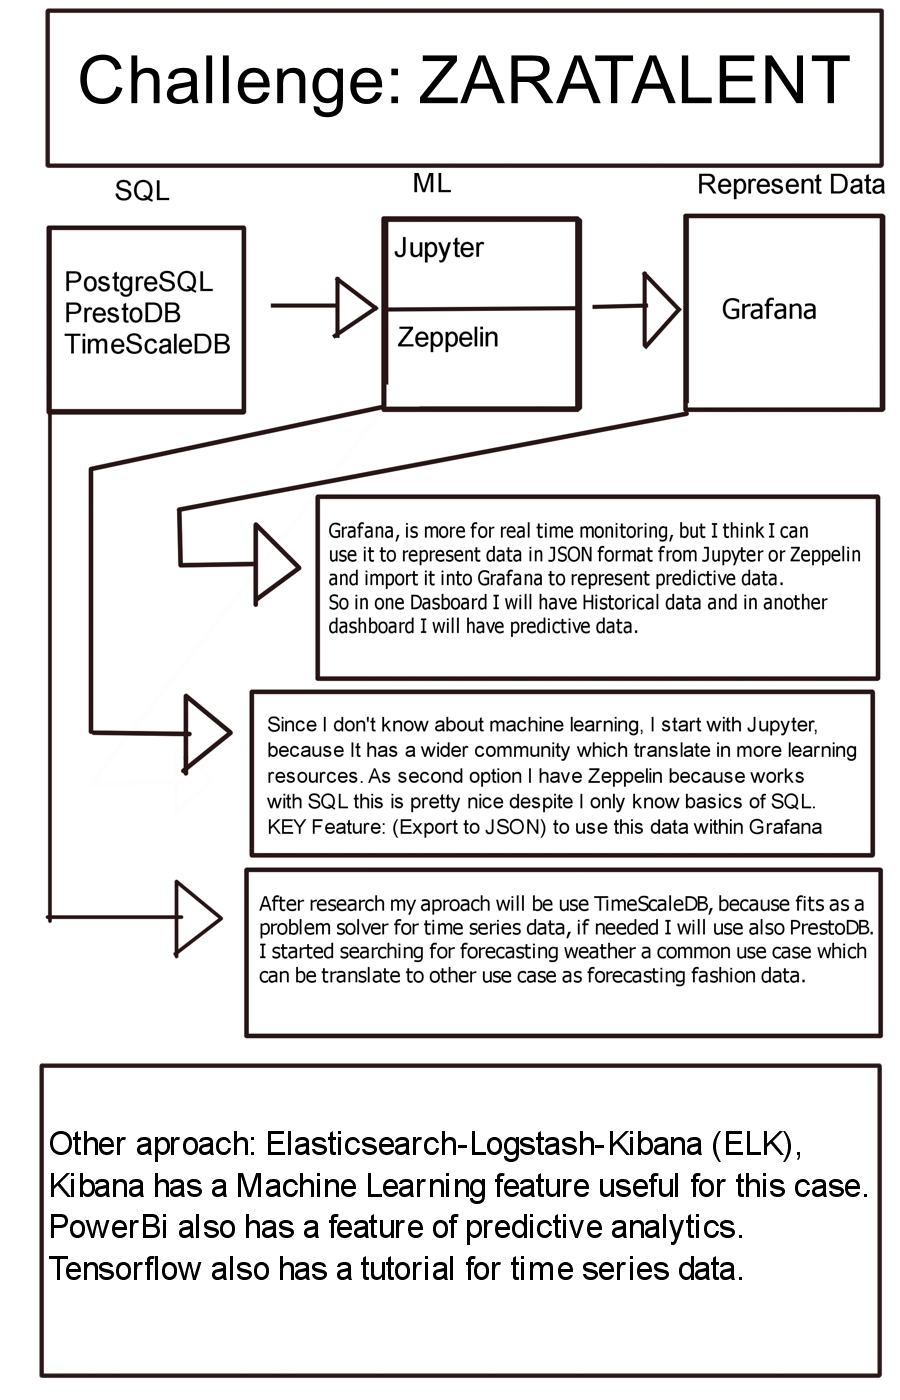 Challenge: ZARATALENT
SQL
ML
Represent Data
PostgreSQL
PrestoDB
TimeScaleDB
Jupyter
Zeppelin
Grafana
Grafana, is more for real time monitoring, but I think I can
use it to represent data in JSON format from Jupyter or Zeppelin
and import it into Grafana to represent predictive data.
So in one Dasboard I will have Historical data and in another
dashboard I will have predictive data.
Since I don't know about machine learning, I start with Jupyter,
because It has a wider community which translate in more learning
resources. As second option I have Zeppelin because works
with SQL this is pretty nice despite I only know basics of SQL.
KEY Feature: (Export to JSON) to use this data within Grafana
After research my aproach will be use TimeScaleDB, because fits as a
problem solver for time series data, if needed I will use also PrestoDB.
I started searching for forecasting weather a common use case which
can be translate to other use case as forecasting fashion data.
Other aproach: Elasticsearch-Logstash-Kibana (ELK),
Kibana has a Machine Learning feature useful for this case.
PowerBi also has a feature of predictive analytics.
Tensorflow also has a tutorial for time series data.